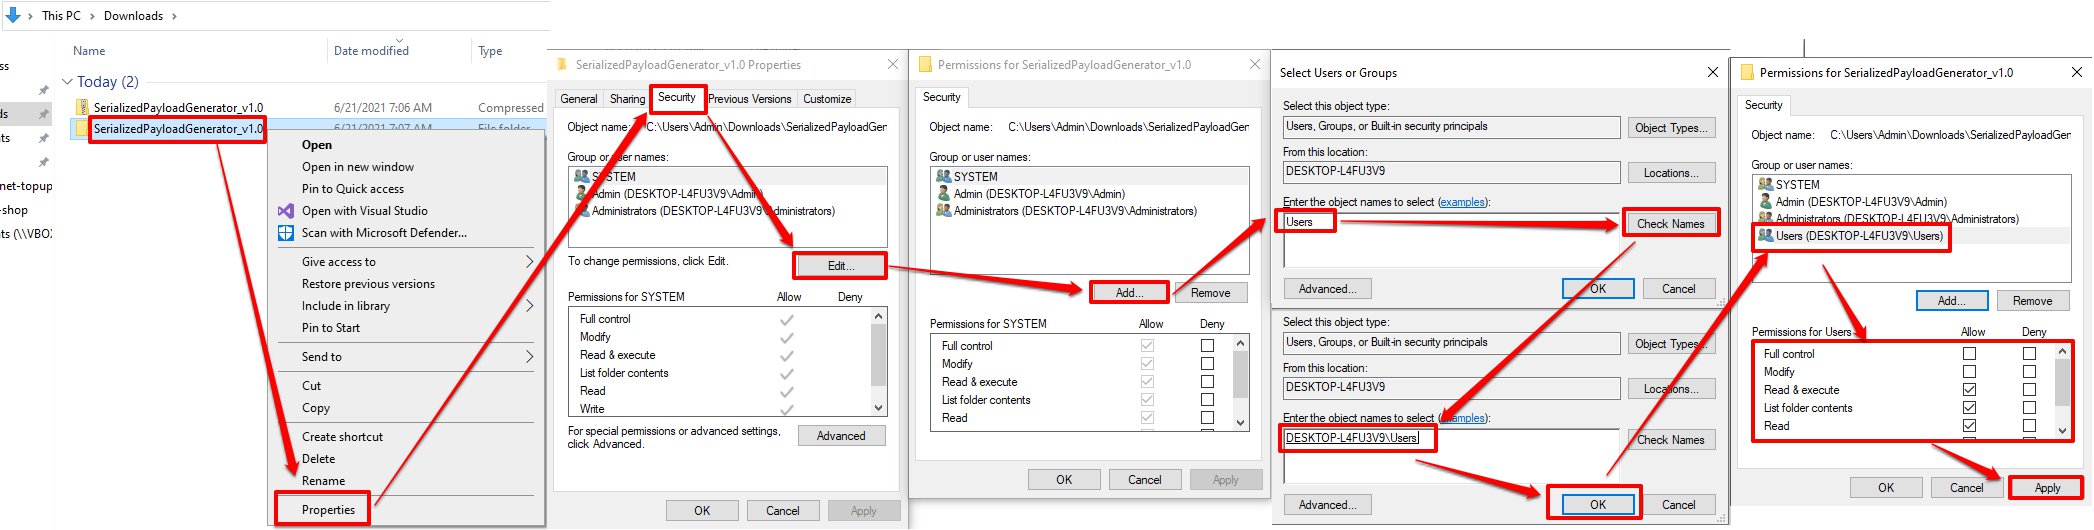 This PC > Downloads >
Name
Date modified
Type
ss
ds
ts
net-topup
-shop
ts (\\VBOX
Today (2)
SerializedPayloadGenerator_v1.0
6/21/2021 7:06 AM
Compressed
SerializedPayloadGenerator_v1.0
6/21/2021 7:07 AM
File folder
Open
Open in new window
Pin to Quick access
Open with Visual Studio
Scan with Microsoft Defender...
Give access to
Restore previous versions
Include in library
Pin to Start
Send to
Cut
Copy
Create shortcut
Delete
Rename
Properties
SerializedPayloadGenerator_v1.0 Properties
General
Sharing
Security
Previous Versions
Customize
Object name: C:\Users\Admin\Downloads\SerializedPayloadGen
Group or user names:
SYSTEM
Admin (DESKTOP-L4FU3V9\Admin)
Administrators (DESKTOP-L4FU3V9\Administrators)
To change permissions, click Edit.
Edit...
Permissions for SYSTEM
Allow
Deny
Full control
Modify
Read & execute
List folder contents
Read
Write
For special permissions or advanced settings,
click Advanced.
Advanced
OK
Cancel
Apply
Permissions for SerializedPayloadGenerator_v1.0
Security
Object name: C:\Users\Admin\Downloads\SerializedPayloadGen
Group or user names:
SYSTEM
Admin (DESKTOP-L4FU3V9\Admin)
Administrators (DESKTOP-L4FU3V9\Administrators)
Add...
Remove
Permissions for SYSTEM
Allow
Deny
Full control
Modify
Read & execute
List folder contents
Read
OK
Cancel
Apply
Select Users or Groups
Select this object type:
Users, Groups, or Built-in security principals
Object Types...
From this location:
DESKTOP-L4FU3V9
Locations...
Enter the object names to select (examples):
Users
Check Names
Advanced...
OK
Cancel
Select this object type:
Users, Groups, or Built-in security principals
Object Types...
From this location:
DESKTOP-L4FU3V9
Locations...
Enter the object names to select (examples):
DESKTOP-L4FU3V9\Users
Check Names
Advanced...
OK
Cancel
Permissions for SerializedPayloadGenerator_v1.0
Security
Object name: C:\Users\Admin\Downloads\SerializedPayloadGen
Group or user names:
SYSTEM
Admin (DESKTOP-L4FU3V9\Admin)
Administrators (DESKTOP-L4FU3V9\Administrators)
Users (DESKTOP-L4FU3V9\Users)
Add...
Remove
Permissions for Users
Allow
Deny
Full control
Modify
Read & execute
List folder contents
Read
OK
Cancel
Apply